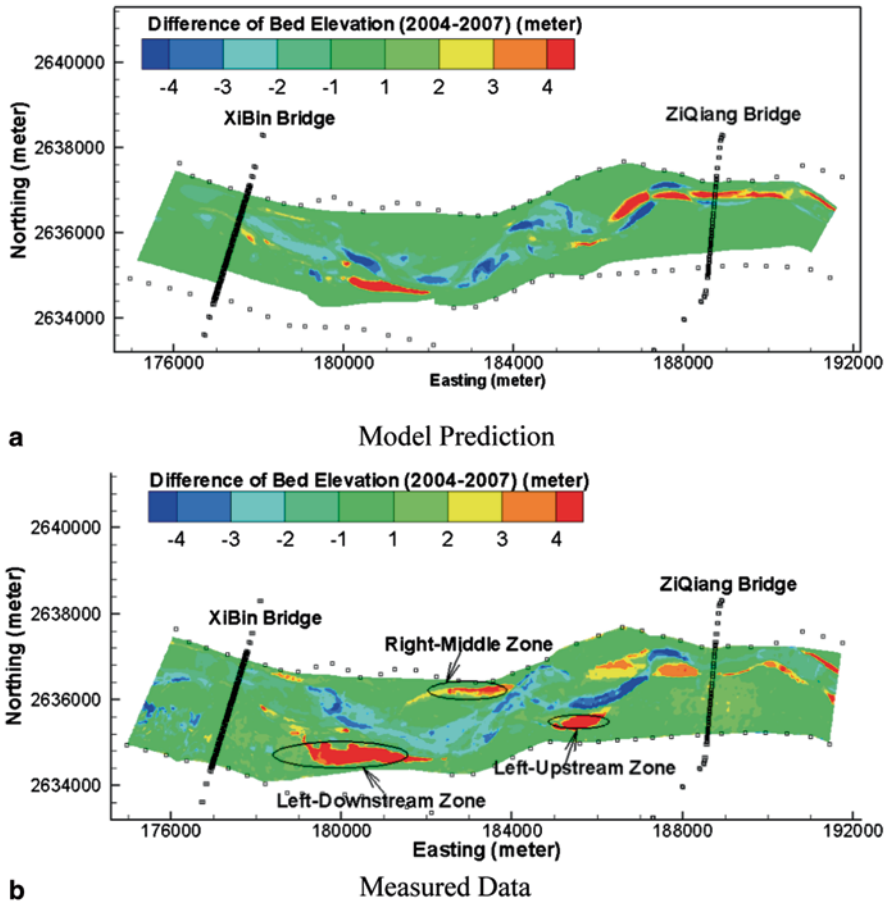 Difference of Bed Elevation (2004-2007) (meter)
-4 -3 -2 -1 1 2 3 4
XiBin Bridge
ZiQiang Bridge
Northing (meter)
2640000
2638000
2636000
2634000
176000 180000 184000 188000 192000
Easting (meter)
a Model Prediction
Difference of Bed Elevation (2004-2007) (meter)
-4 -3 -2 -1 1 2 3 4
XiBin Bridge
ZiQiang Bridge
Right-Middle Zone
Left-Upstream Zone
Left-Downstream Zone
Northing (meter)
2640000
2638000
2636000
2634000
176000 180000 184000 188000 192000
Easting (meter)
b Measured Data